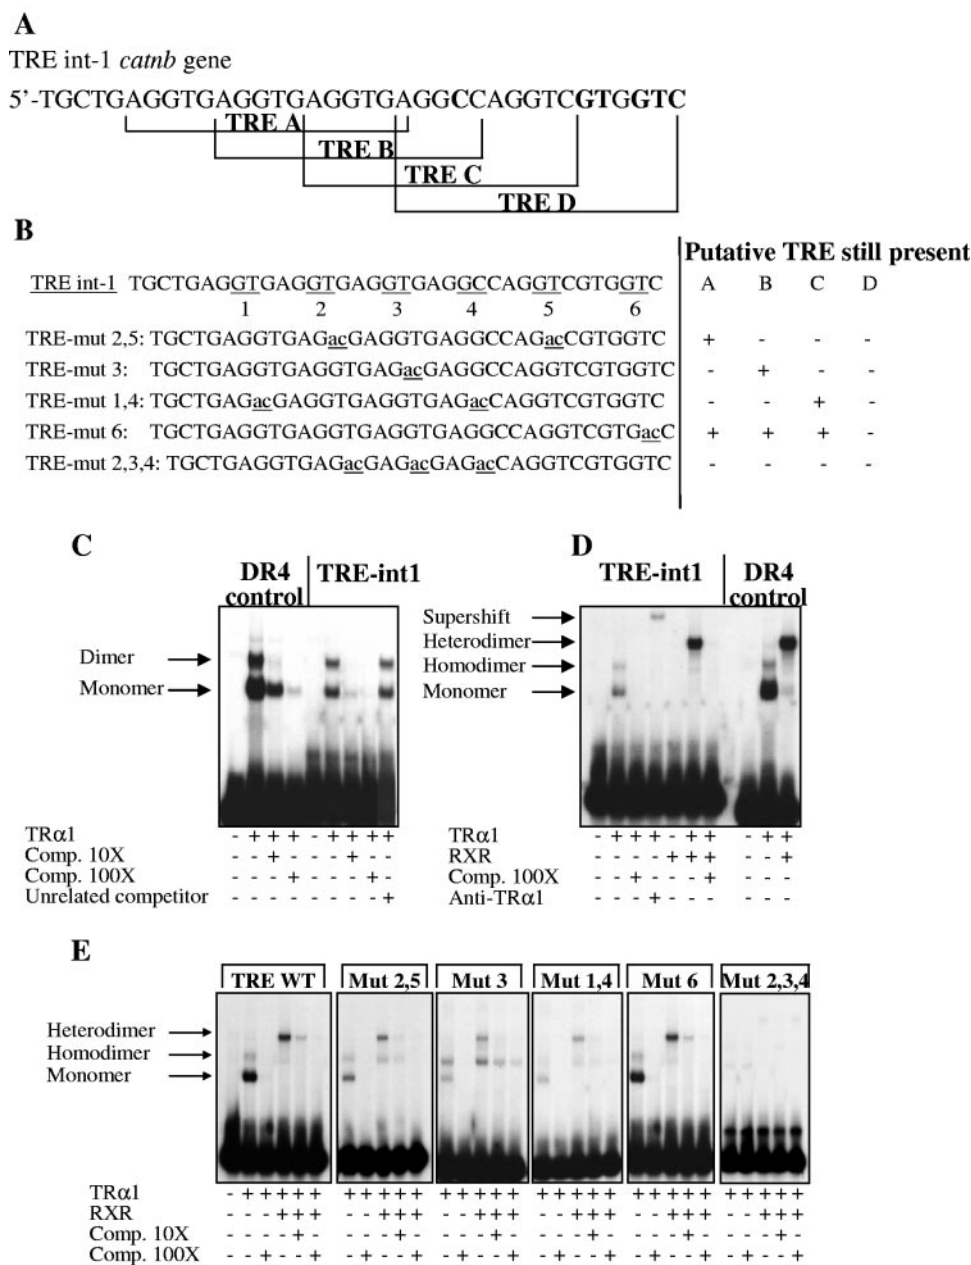 A
TRE int-1 catnb gene
5'-TGCTGAGGTGAGGTGAGGTGAGGCCAGGTCGTGGTC
TRE A
TRE B
TRE C
TRE D
B
Putative TRE still present
TRE int-1 TGCTGAGGTGAGGTGAGGTGAGGCCAGGTCGTGGTC A B C D
1 2 3 4 5 6
TRE-mut 2,5: TGCTGAGGTGAGacGAGGTGAGGCCAGacCGTGGTC + - - -
TRE-mut 3: TGCTGAGGTGAGGTGAGacGAGGCCAGGTCGTGGTC - + - -
TRE-mut 1,4: TGCTGAGacGAGGTGAGGTGAGacCAGGTCGTGGTC - - + -
TRE-mut 6: TGCTGAGGTGAGGTGAGGTGAGGCCAGGTCGTGacC + + + -
TRE-mut 2,3,4: TGCTGAGGTGAGacGAGacGAGacCAGGTCGTGGTC - - - -
C
DR4 control TRE-int1
Dimer
Monomer
TRα1 - + + + - + + + +
Comp. 10X - - + - - - + - -
Comp. 100X - - - + - - - + -
Unrelated competitor - - - - - - - - +
D
TRE-int1 DR4 control
Supershift
Heterodimer
Homodimer
Monomer
TRα1 - + + + - + + - + +
RXR - - - - + + + - - +
Comp. 100X - - + - - - + - - -
Anti-TRα1 - - - + - - - - - -
E
TRE WT Mut 2,5 Mut 3 Mut 1,4 Mut 6 Mut 2,3,4
Heterodimer
Homodimer
Monomer
TRα1 - + + + + + + + + + + + + + + + + + + + + + + + + + + + + + +
RXR - - - + + + - - + + + - - + + + - - + + + - - + + + - - + + +
Comp. 10X - - - - + - - - - + - - - - + - - - - + - - - - + - - - - + -
Comp. 100X - - + - - + - + - - + - + - - + - + - - + - + - - + - + - - +